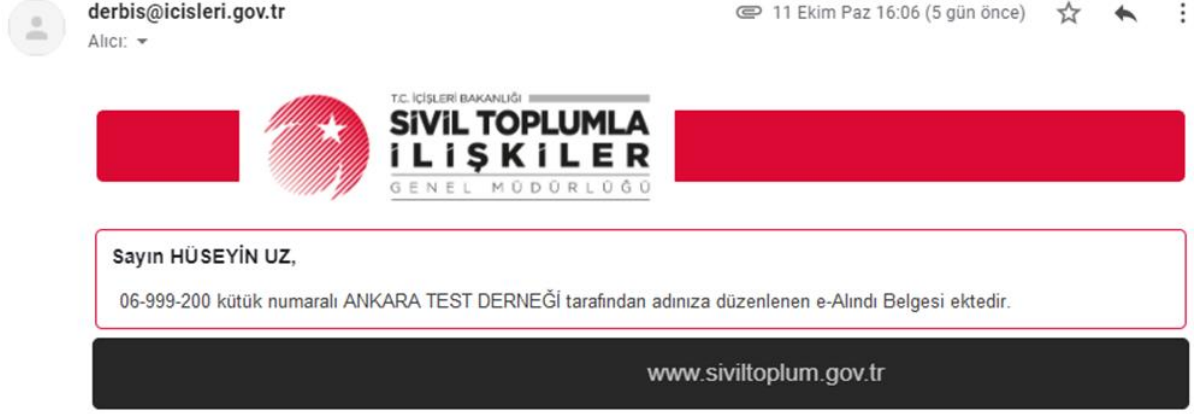 derbis@icisleri.gov.tr
11 Ekim Paz 16:06 (5 gün önce)
Alıcı:
T.C. İÇİŞLERİ BAKANLIĞI
SİVİL TOPLUMLA
İLİŞKİLER
GENEL MÜDÜRLÜĞÜ
Sayın HÜSEYİN UZ,
06-999-200 kütük numaralı ANKARA TEST DERNEĞİ tarafından adınıza düzenlenen e-Alındı Belgesi ektedir.
www.siviltoplum.gov.tr